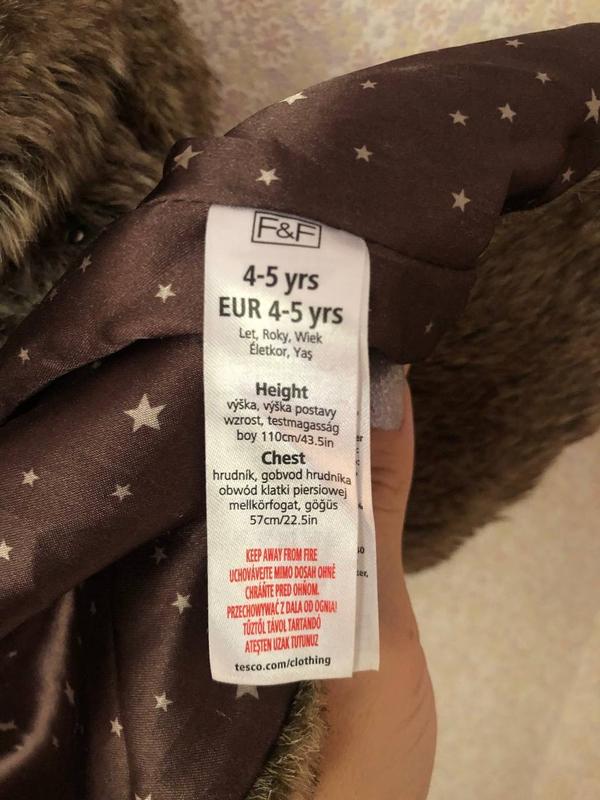 F&F
4-5 yrs
EUR 4-5 yrs
Let, Roky, Wiek
Életkor, Yaş
Height
výška, výška postavy
wzrost, testmagasság
boy 110cm/43.5in
Chest
hrudník, gobvod hrudníka
obwód klatki piersiowej
mellkörfogat, göğüs
57cm/22.5in
KEEP AWAY FROM FIRE
UCHOVÁVEJTE MIMO DOSAH OHNĚ
CHRÁŇTE PRED OHŇOM.
PRZECHOWYWAĆ Z DALA OD OGNIA!
TŰZTŐL TÁVOL TARTANDÓ
ATEŞTEN UZAK TUTUNUZ
tesco.com/clothing